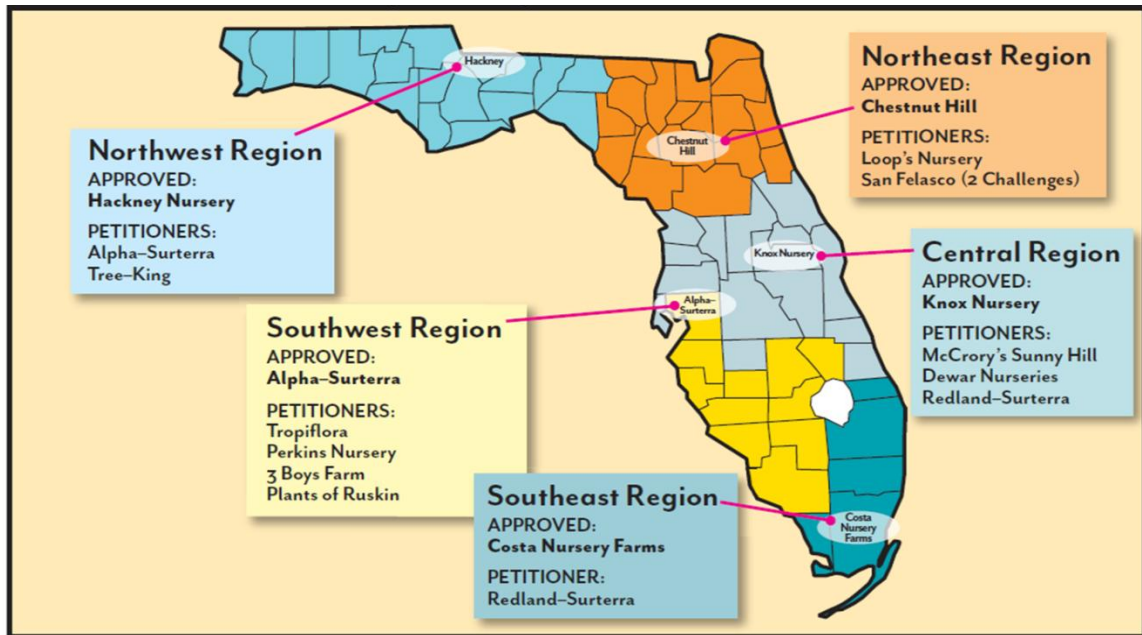 Hackney
Northwest Region
APPROVED:
Hackney Nursery
PETITIONERS:
Alpha–Surterra
Tree–King
Chestnut
Hill
Northeast Region
APPROVED:
Chestnut Hill
PETITIONERS:
Loop's Nursery
San Felasco (2 Challenges)
Knox Nursery
Central Region
APPROVED:
Knox Nursery
PETITIONERS:
McCrory's Sunny Hill
Dewar Nurseries
Redland–Surterra
Alpha–
Surterra
Southwest Region
APPROVED:
Alpha–Surterra
PETITIONERS:
Tropiflora
Perkins Nursery
3 Boys Farm
Plants of Ruskin
Southeast Region
APPROVED:
Costa Nursery Farms
PETITIONER:
Redland–Surterra
Costa
Nursery
Farms